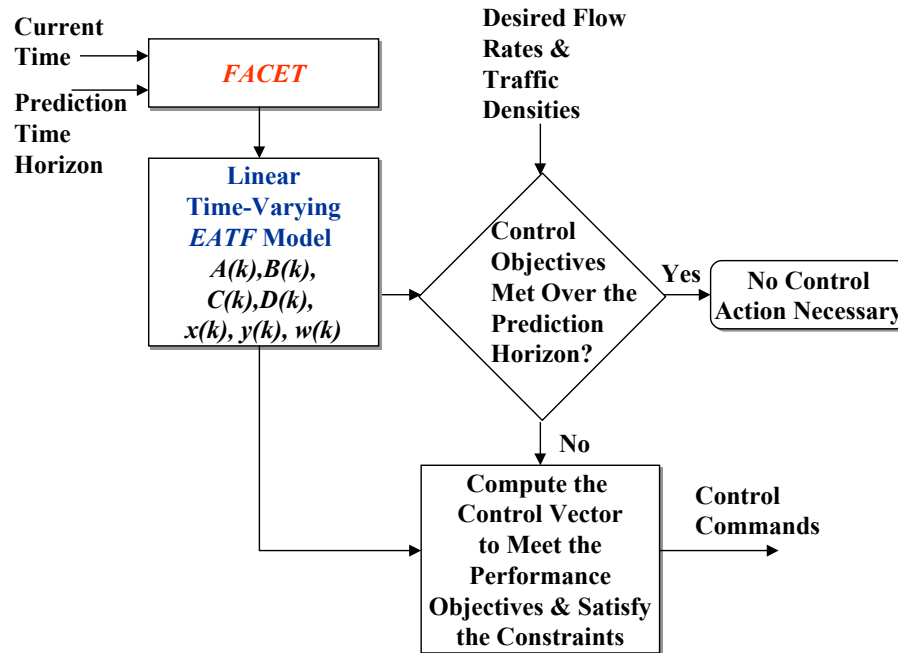 Current
Time
Prediction
Time
Horizon
FACET
Linear
Time-Varying
EATF Model
A(k),B(k),
C(k),D(k),
x(k), y(k), w(k)
Desired Flow
Rates &
Traffic
Densities
Control
Objectives
Met Over the
Prediction
Horizon?
Yes
No Control
Action Necessary
No
Compute the
Control Vector
to Meet the
Performance
Objectives & Satisfy
the Constraints
Control
Commands